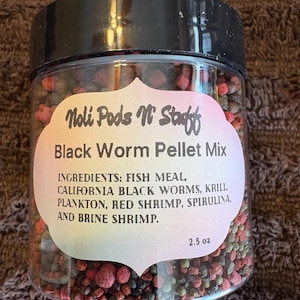 Noli Pods N' Stuff
Black Worm Pellet Mix
INGREDIENTS: FISH MEAL,
CALIFORNIA BLACK WORMS, KRILL
PLANKTON, RED SHRIMP, SPIRULINA,
AND BRINE SHRIMP.
2.5 oz